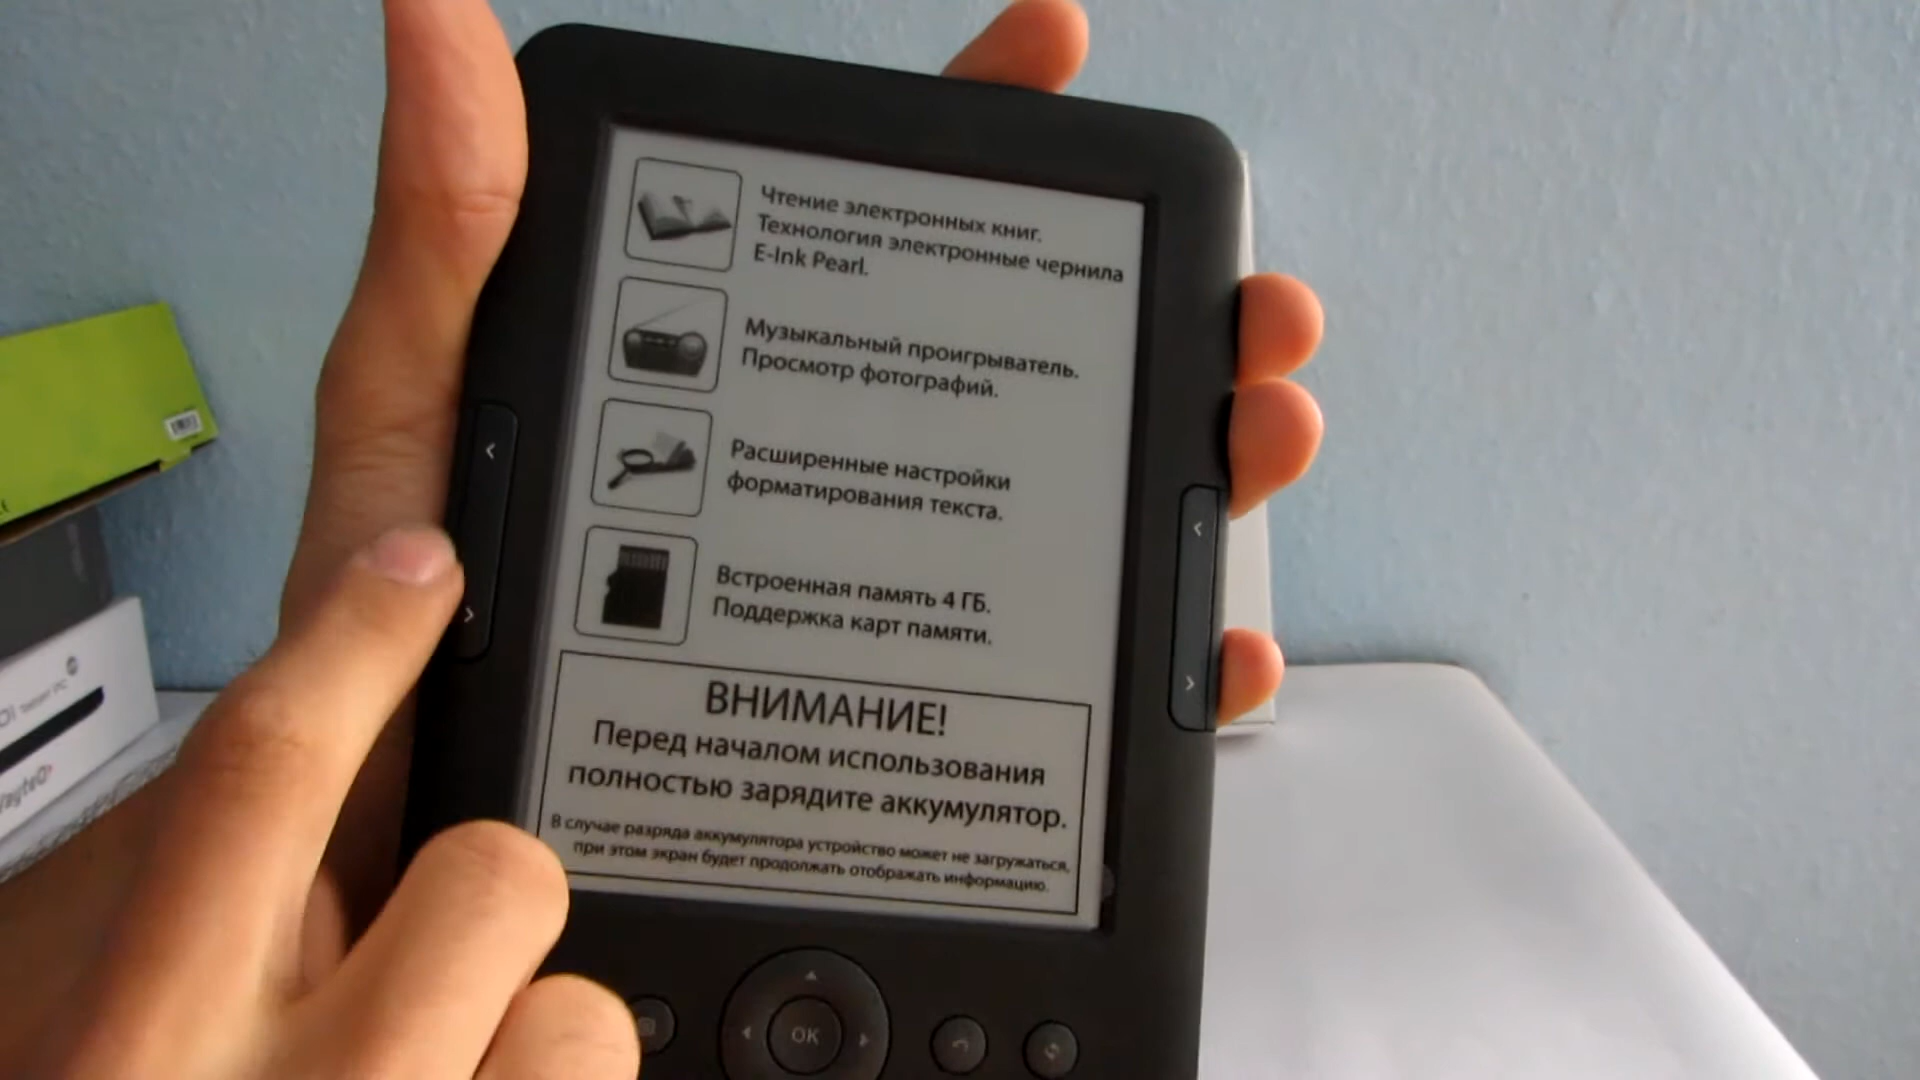 Чтение электронных книг.
Технология электронные чернила
E-Ink Pearl.
Музыкальный проигрыватель.
Просмотр фотографий.
Расширенные настройки
форматирования текста.
Встроенная память 4 ГБ.
Поддержка карт памяти.
ВНИМАНИЕ!
Перед началом использования
полностью зарядите аккумулятор.
В случае разряда аккумулятора устройство может не загружаться,
при этом экран будет продолжать отображать информацию.
OK